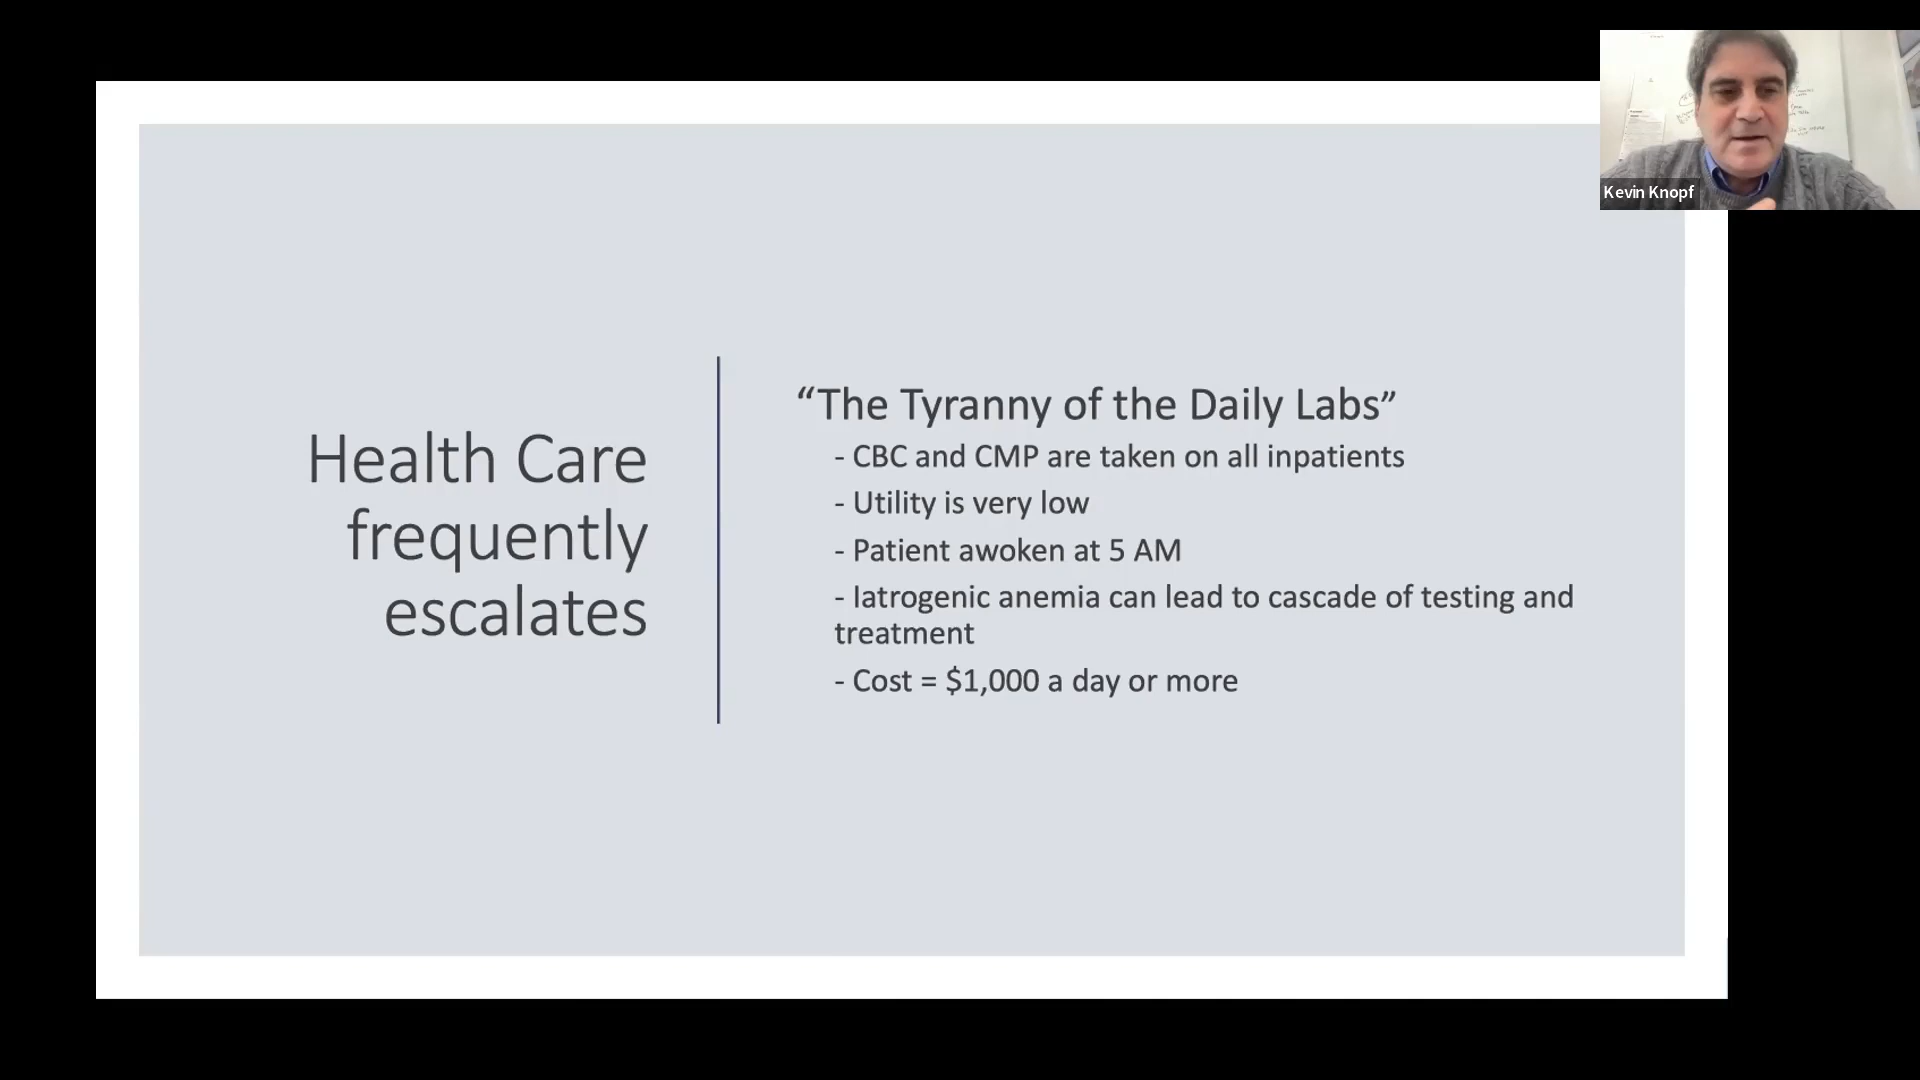 Health Care
frequently
escalates
“The Tyranny of the Daily Labs”
- CBC and CMP are taken on all inpatients
- Utility is very low
- Patient awoken at 5 AM
- Iatrogenic anemia can lead to cascade of testing and
treatment
- Cost = $1,000 a day or more
Kevin Knopf